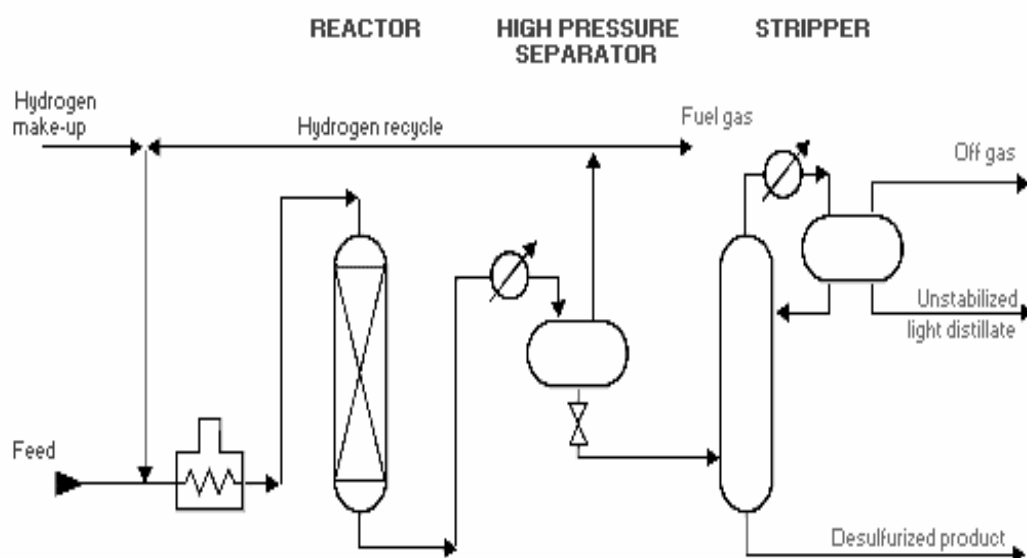 REACTOR
HIGH PRESSURE
SEPARATOR
STRIPPER
Hydrogen
make-up
Hydrogen recycle
Fuel gas
Off gas
Unstabilized
light distillate
Feed
Desulfurized product